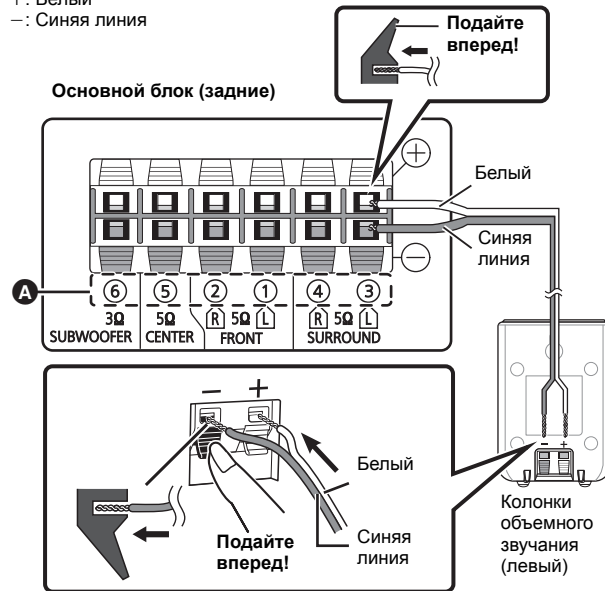 +: Белый
−: Синяя линия
Подайте
вперед!
Основной блок (задние)
+
Белый
Синяя
линия
−
A
6 5 2 1 4 3
3Ω 5Ω R 5Ω L R 5Ω L
SUBWOOFER CENTER FRONT SURROUND
− +
Белый
Подайте
вперед!
Синяя
линия
− +
Колонки
объемного
звучания
(левый)